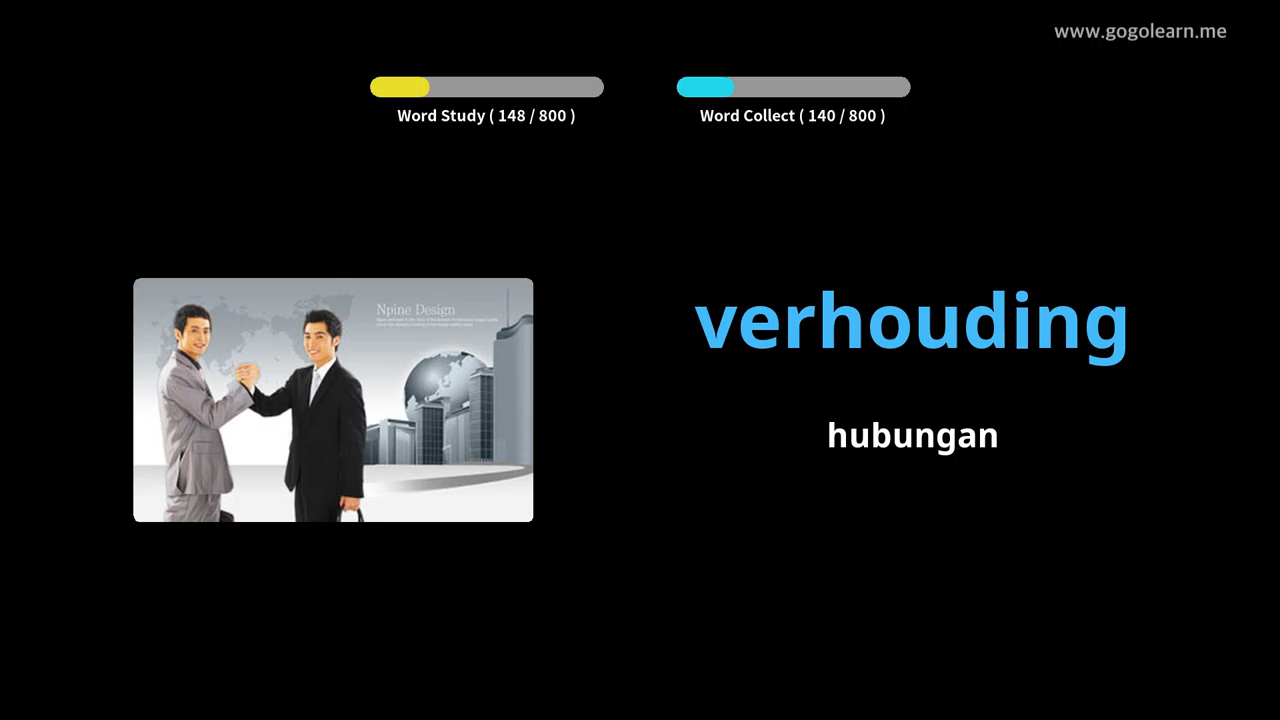 www.gogolearn.me
Word Study ( 148 / 800 )
Word Collect ( 140 / 800 )
Npine Design
verhouding
hubungan